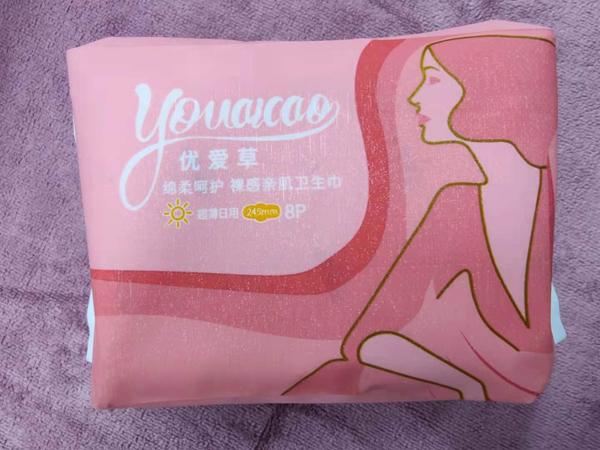 youaicao
优爱草
绵柔呵护 裸感亲肌卫生巾
超薄日用 245mm 8P